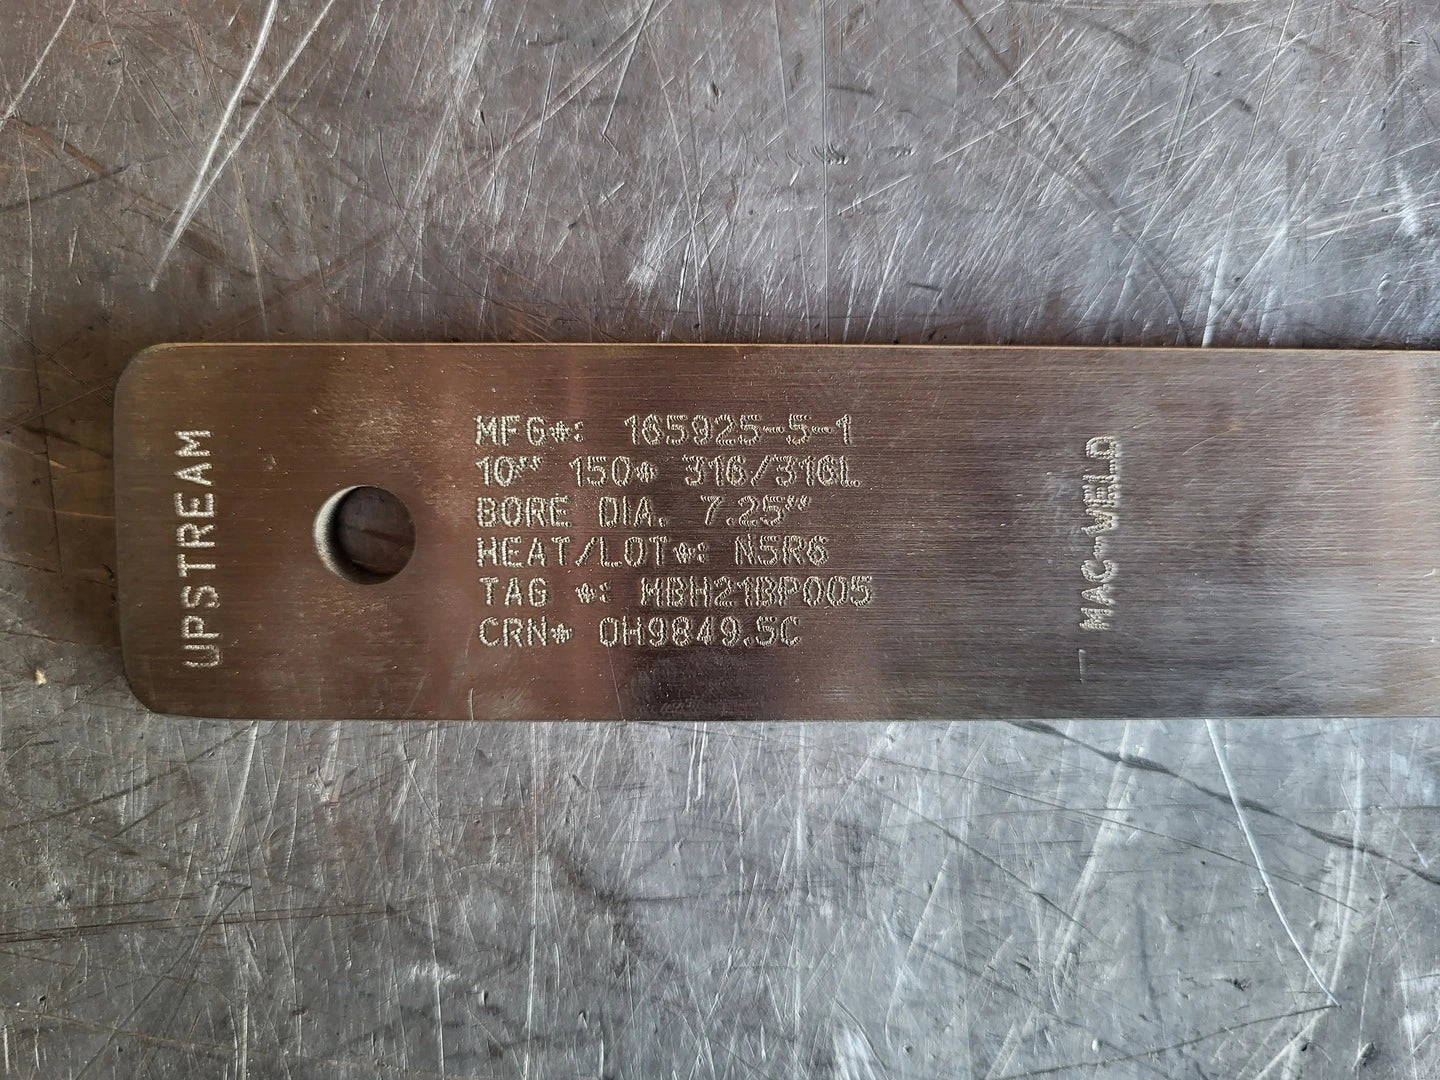 UPSTREAM
MFG#: 165925-5-1
10" 150# 316/316L
BORE DIA. 7.25"
HEAT/LOT#: N5R6
TAG #: HBH21BP005
CRN# 0H9849.5C
MAC-WELD